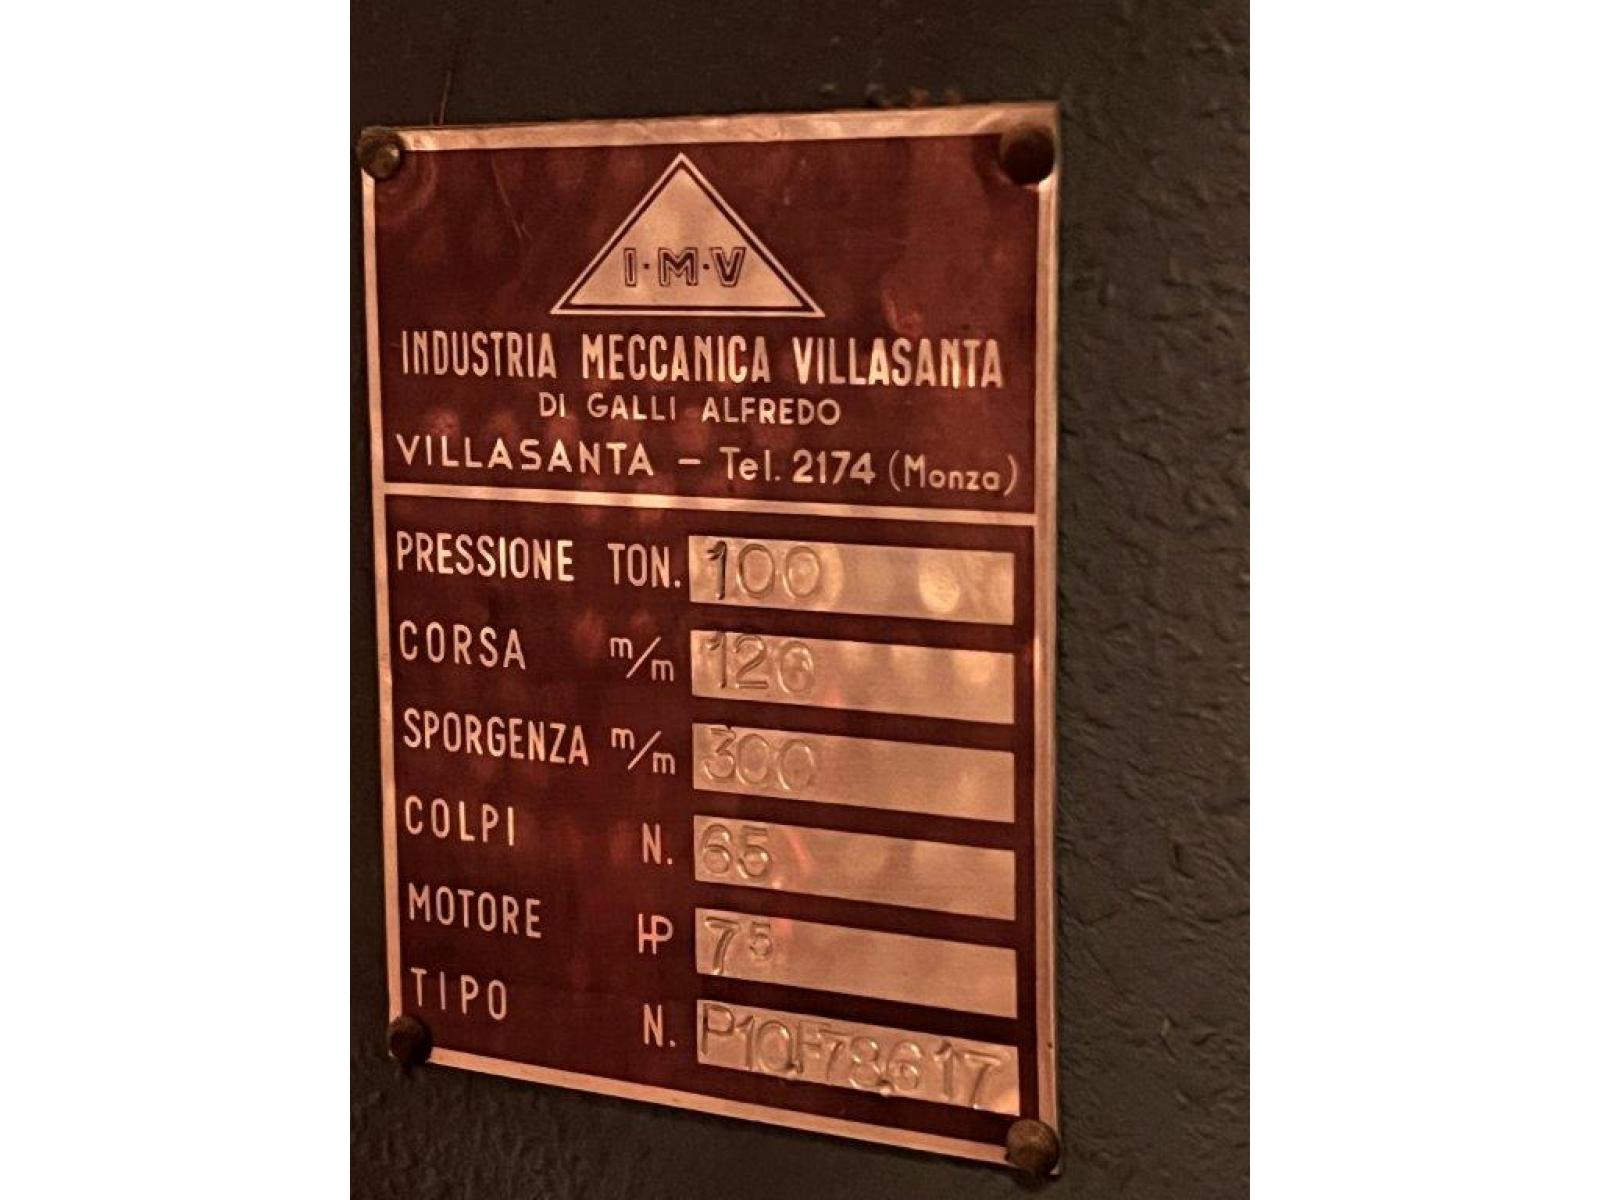 I·M·V
INDUSTRIA MECCANICA VILLASANTA
DI GALLI ALFREDO
VILLASANTA - Tel. 2174 (Monza)
PRESSIONE TON. 100
CORSA m/m 126
SPORGENZA m/m 300
COLPI N. 65
MOTORE HP 7⁵
TIPO N.